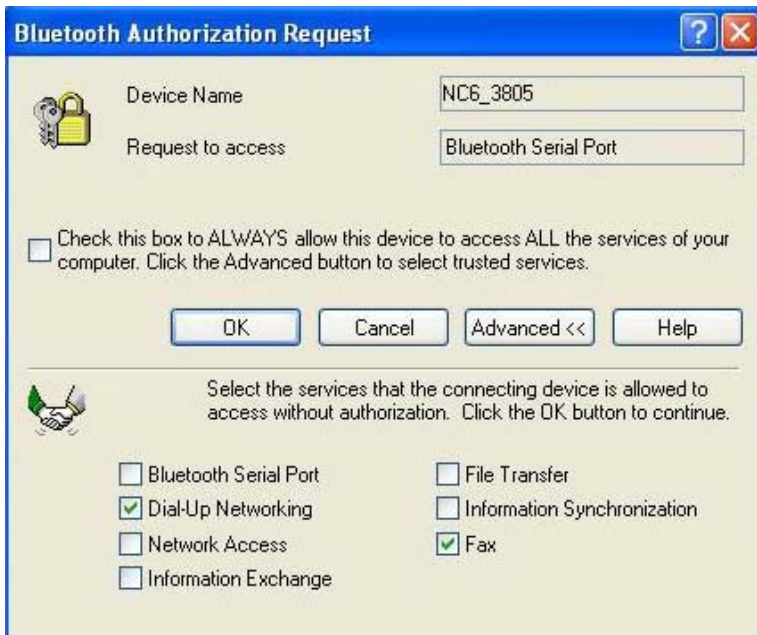 Bluetooth Authorization Request
Device Name
NC6_3805
Request to access
Bluetooth Serial Port
Check this box to ALWAYS allow this device to access ALL the services of your
computer. Click the Advanced button to select trusted services.
OK Cancel Advanced << Help
Select the services that the connecting device is allowed to
access without authorization. Click the OK button to continue.
Bluetooth Serial Port
File Transfer
Dial-Up Networking
Information Synchronization
Network Access
Fax
Information Exchange